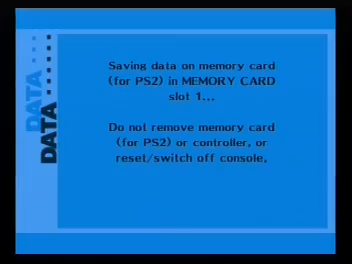 Saving data on memory card
(for PS2) in MEMORY CARD
slot 1...
Do not remove memory card
(for PS2) or controller, or
reset/switch off console.
DATA
DATA